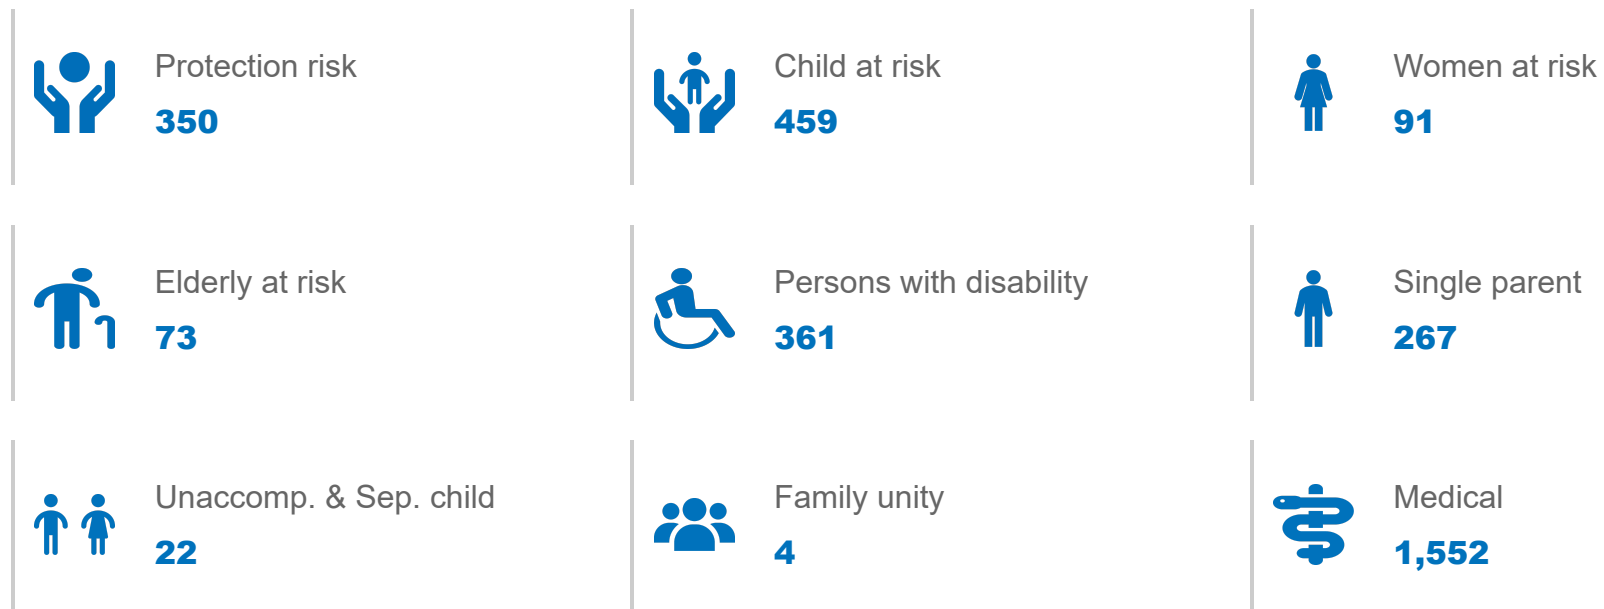 Protection risk
350
Child at risk
459
Women at risk
91
Elderly at risk
73
Persons with disability
361
Single parent
267
Unaccomp. & Sep. child
22
Family unity
4
Medical
1,552